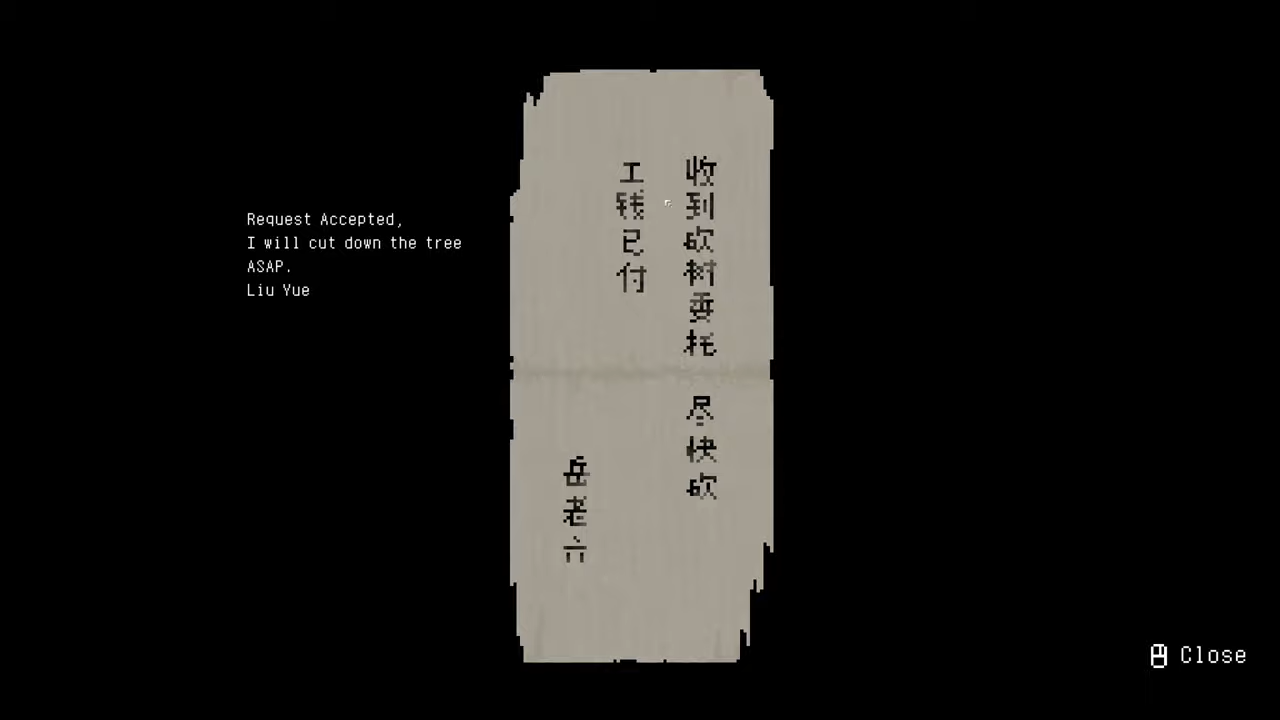 Request Accepted,
I will cut down the tree
ASAP.
Liu Yue
收到砍树委托 尽快砍
工钱已付
岳老六
Close